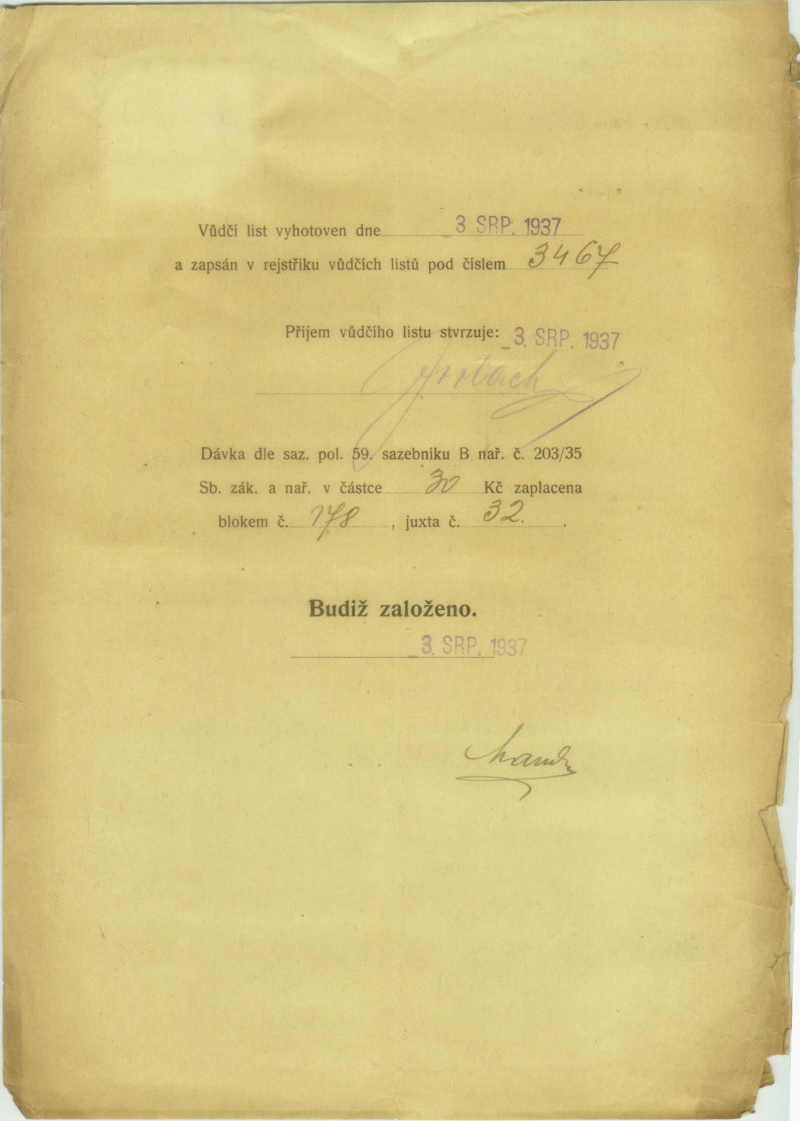 Vůdčí list vyhotoven dne 3 SRP. 1937
a zapsán v rejstříku vůdčích listů pod číslem 3467
Příjem vůdčího listu stvrzuje: 3. SRP. 1937
Dávka dle saz. pol. 59. sazebníku B nař. č. 203/35
Sb. zák. a nař. v částce 30 Kč zaplacena
blokem č. 178, juxta č. 32.
Budiž založeno.
3. SRP. 1937